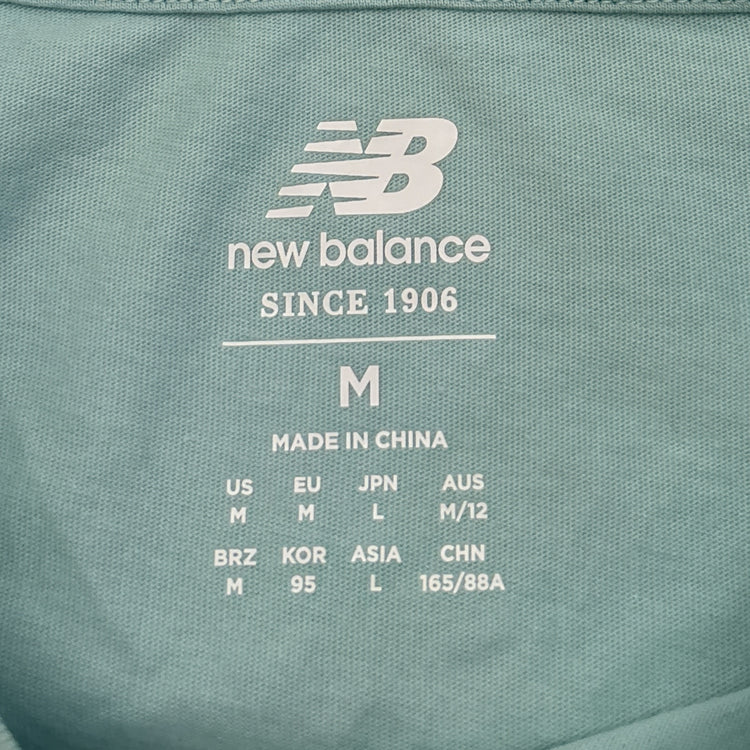 NB
new balance
SINCE 1906
M
MADE IN CHINA
US EU JPN AUS
M M L M/12
BRZ KOR ASIA CHN
M 95 L 165/88A